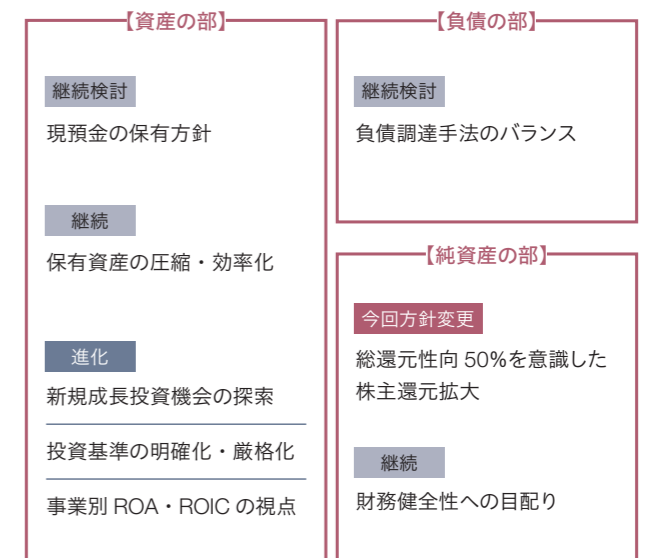 【資産の部】
継続検討
現預金の保有方針
継続
保有資産の圧縮・効率化
進化
新規成長投資機会の探索
投資基準の明確化・厳格化
事業別 ROA・ROIC の視点
【負債の部】
継続検討
負債調達手法のバランス
【純資産の部】
今回方針変更
総還元性向 50%を意識した
株主還元拡大
継続
財務健全性への目配り